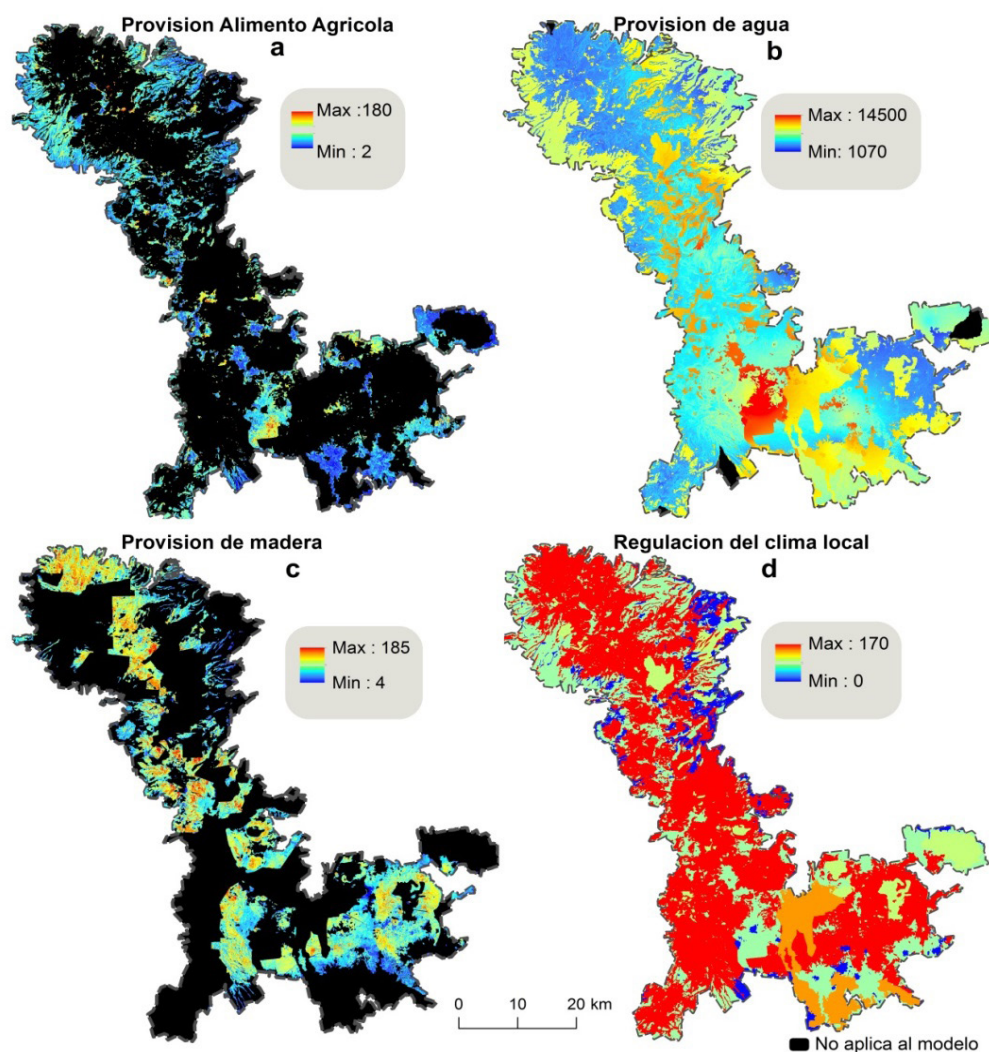 Provision Alimento Agricola
a
Max :180
Min : 2
Provision de agua
b
Max : 14500
Min: 1070
Provision de madera
c
Max : 185
Min : 4
Regulacion del clima local
d
Max : 170
Min : 0
0 10 20 km
No aplica al modelo